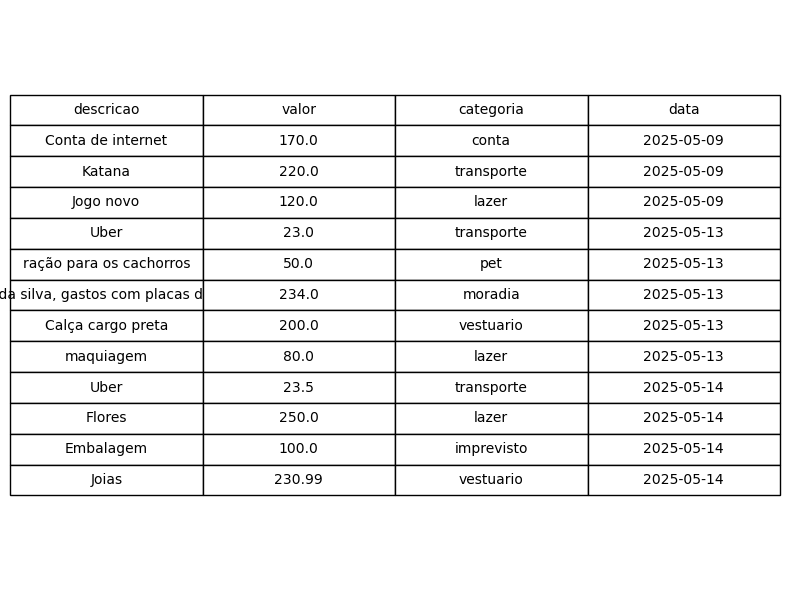 descricao valor categoria data
Conta de internet 170.0 conta 2025-05-09
Katana 220.0 transporte 2025-05-09
Jogo novo 120.0 lazer 2025-05-09
Uber 23.0 transporte 2025-05-13
ração para os cachorros 50.0 pet 2025-05-13
da silva, gastos com placas d 234.0 moradia 2025-05-13
Calça cargo preta 200.0 vestuario 2025-05-13
maquiagem 80.0 lazer 2025-05-13
Uber 23.5 transporte 2025-05-14
Flores 250.0 lazer 2025-05-14
Embalagem 100.0 imprevisto 2025-05-14
Joias 230.99 vestuario 2025-05-14